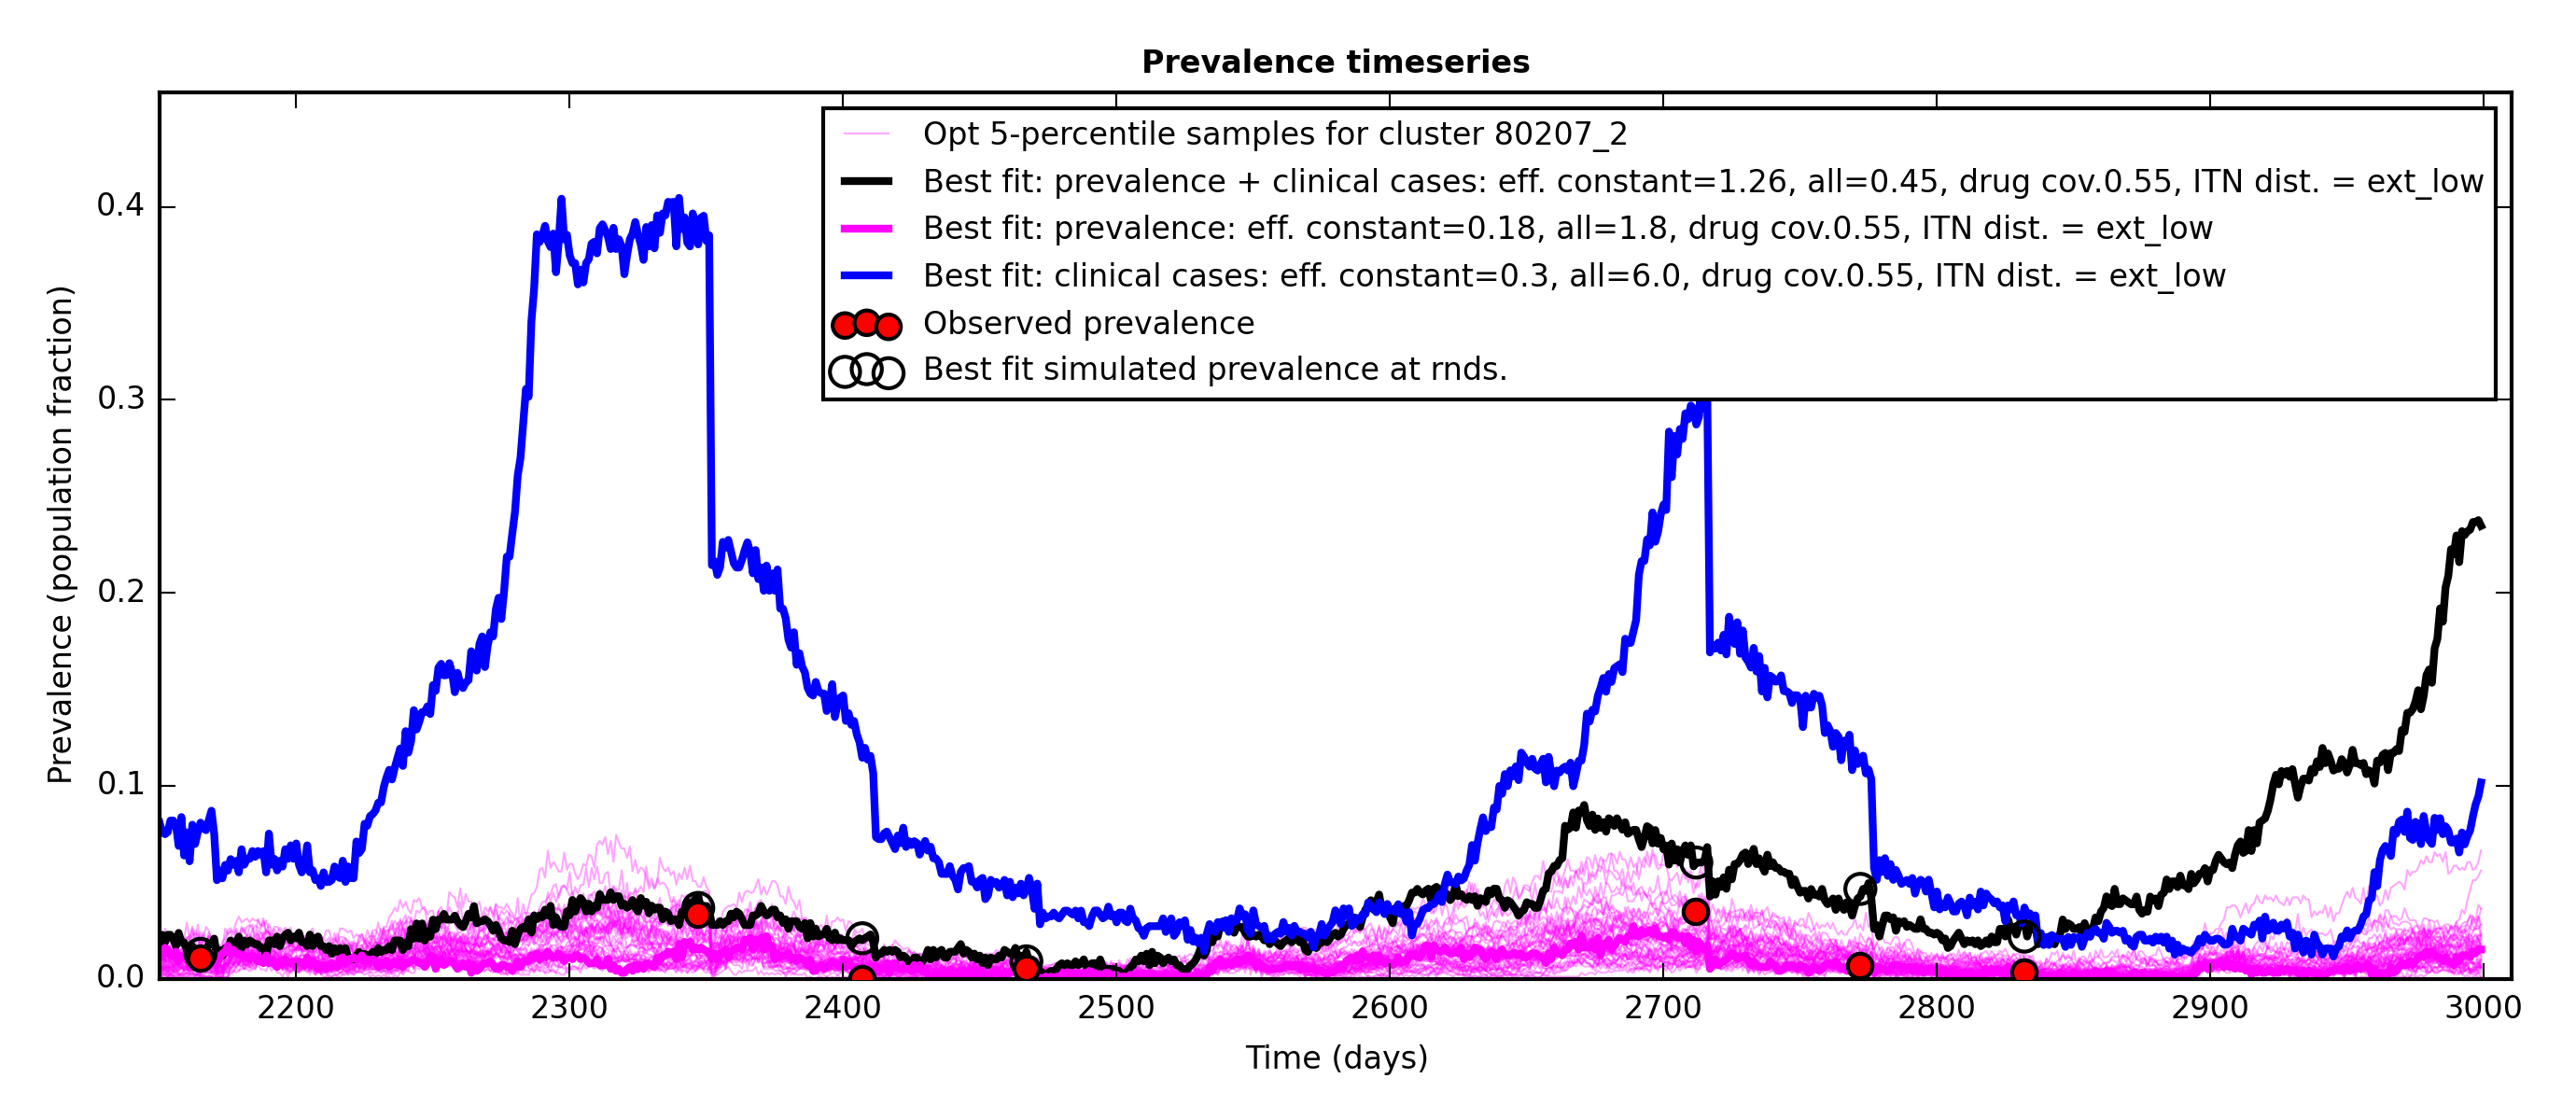 Prevalence timeseries
Opt 5-percentile samples for cluster 80207_2
Best fit: prevalence + clinical cases: eff. constant=1.26, all=0.45, drug cov.0.55, ITN dist. = ext_low
Best fit: prevalence: eff. constant=0.18, all=1.8, drug cov.0.55, ITN dist. = ext_low
Best fit: clinical cases: eff. constant=0.3, all=6.0, drug cov.0.55, ITN dist. = ext_low
Observed prevalence
Best fit simulated prevalence at rnds.
Prevalence (population fraction)
0.4
0.3
0.2
0.1
0.0
2200 2300 2400 2500 2600 2700 2800 2900 3000
Time (days)